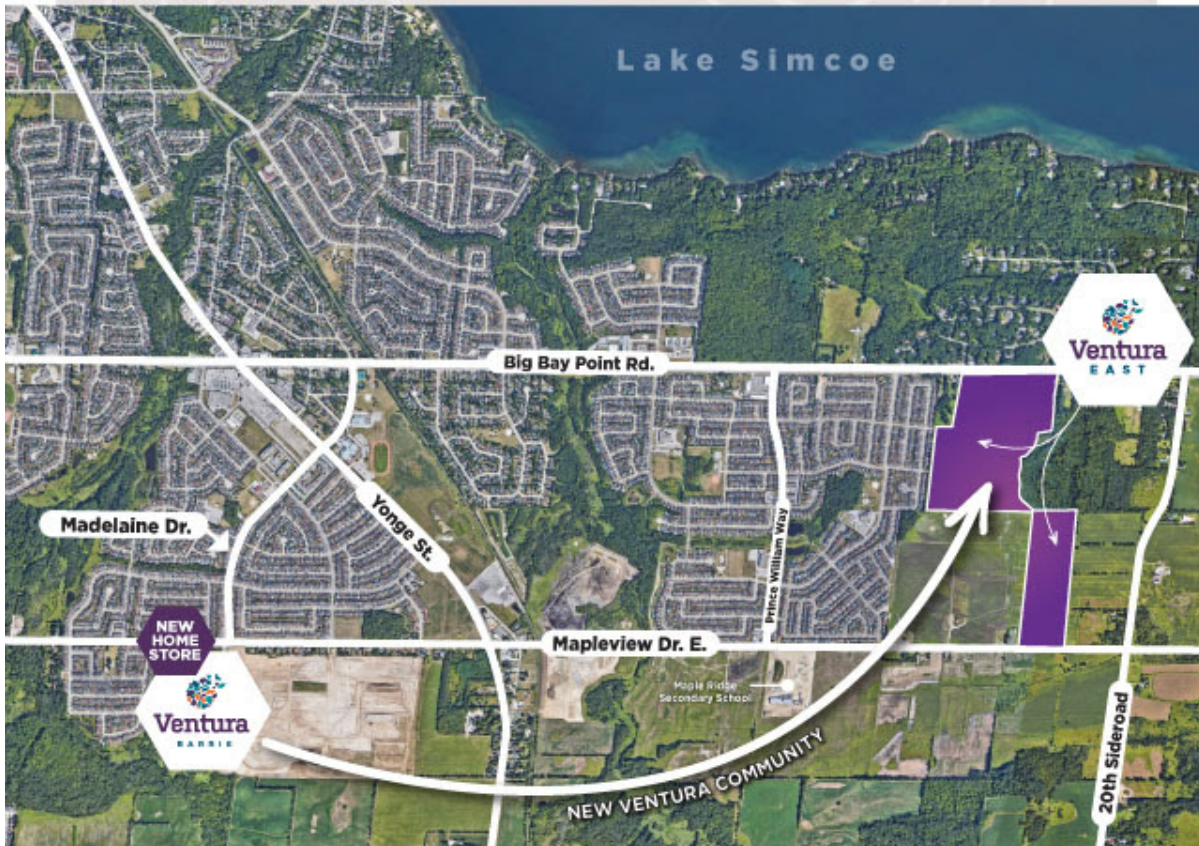 Lake Simcoe
Big Bay Point Rd.
Ventura
EAST
Madelaine Dr.
Yonge St.
Prince William Way
NEW
HOME
STORE
Mapleview Dr. E.
Maple Ridge
Secondary School
Ventura
BARRIE
NEW VENTURA COMMUNITY
20th Sideroad